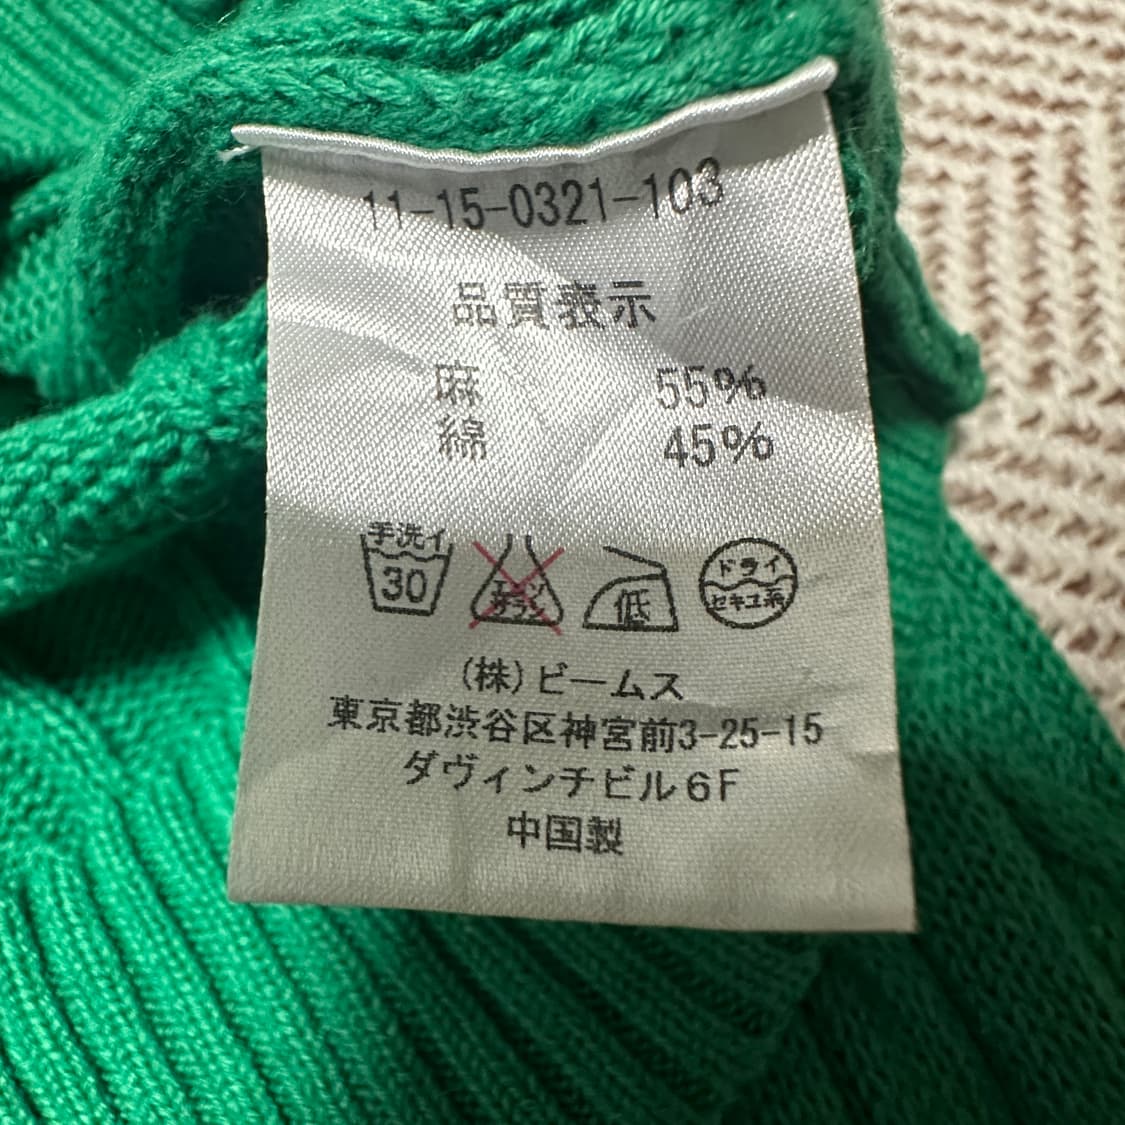 11-15-0321-103
品質表示
麻 55%
綿 45%
手洗イ
30
エンソ
サラシ
低
ドライ
セキユ系
(株)ビームス
東京都渋谷区神宮前3-25-15
ダヴィンチビル6F
中国製